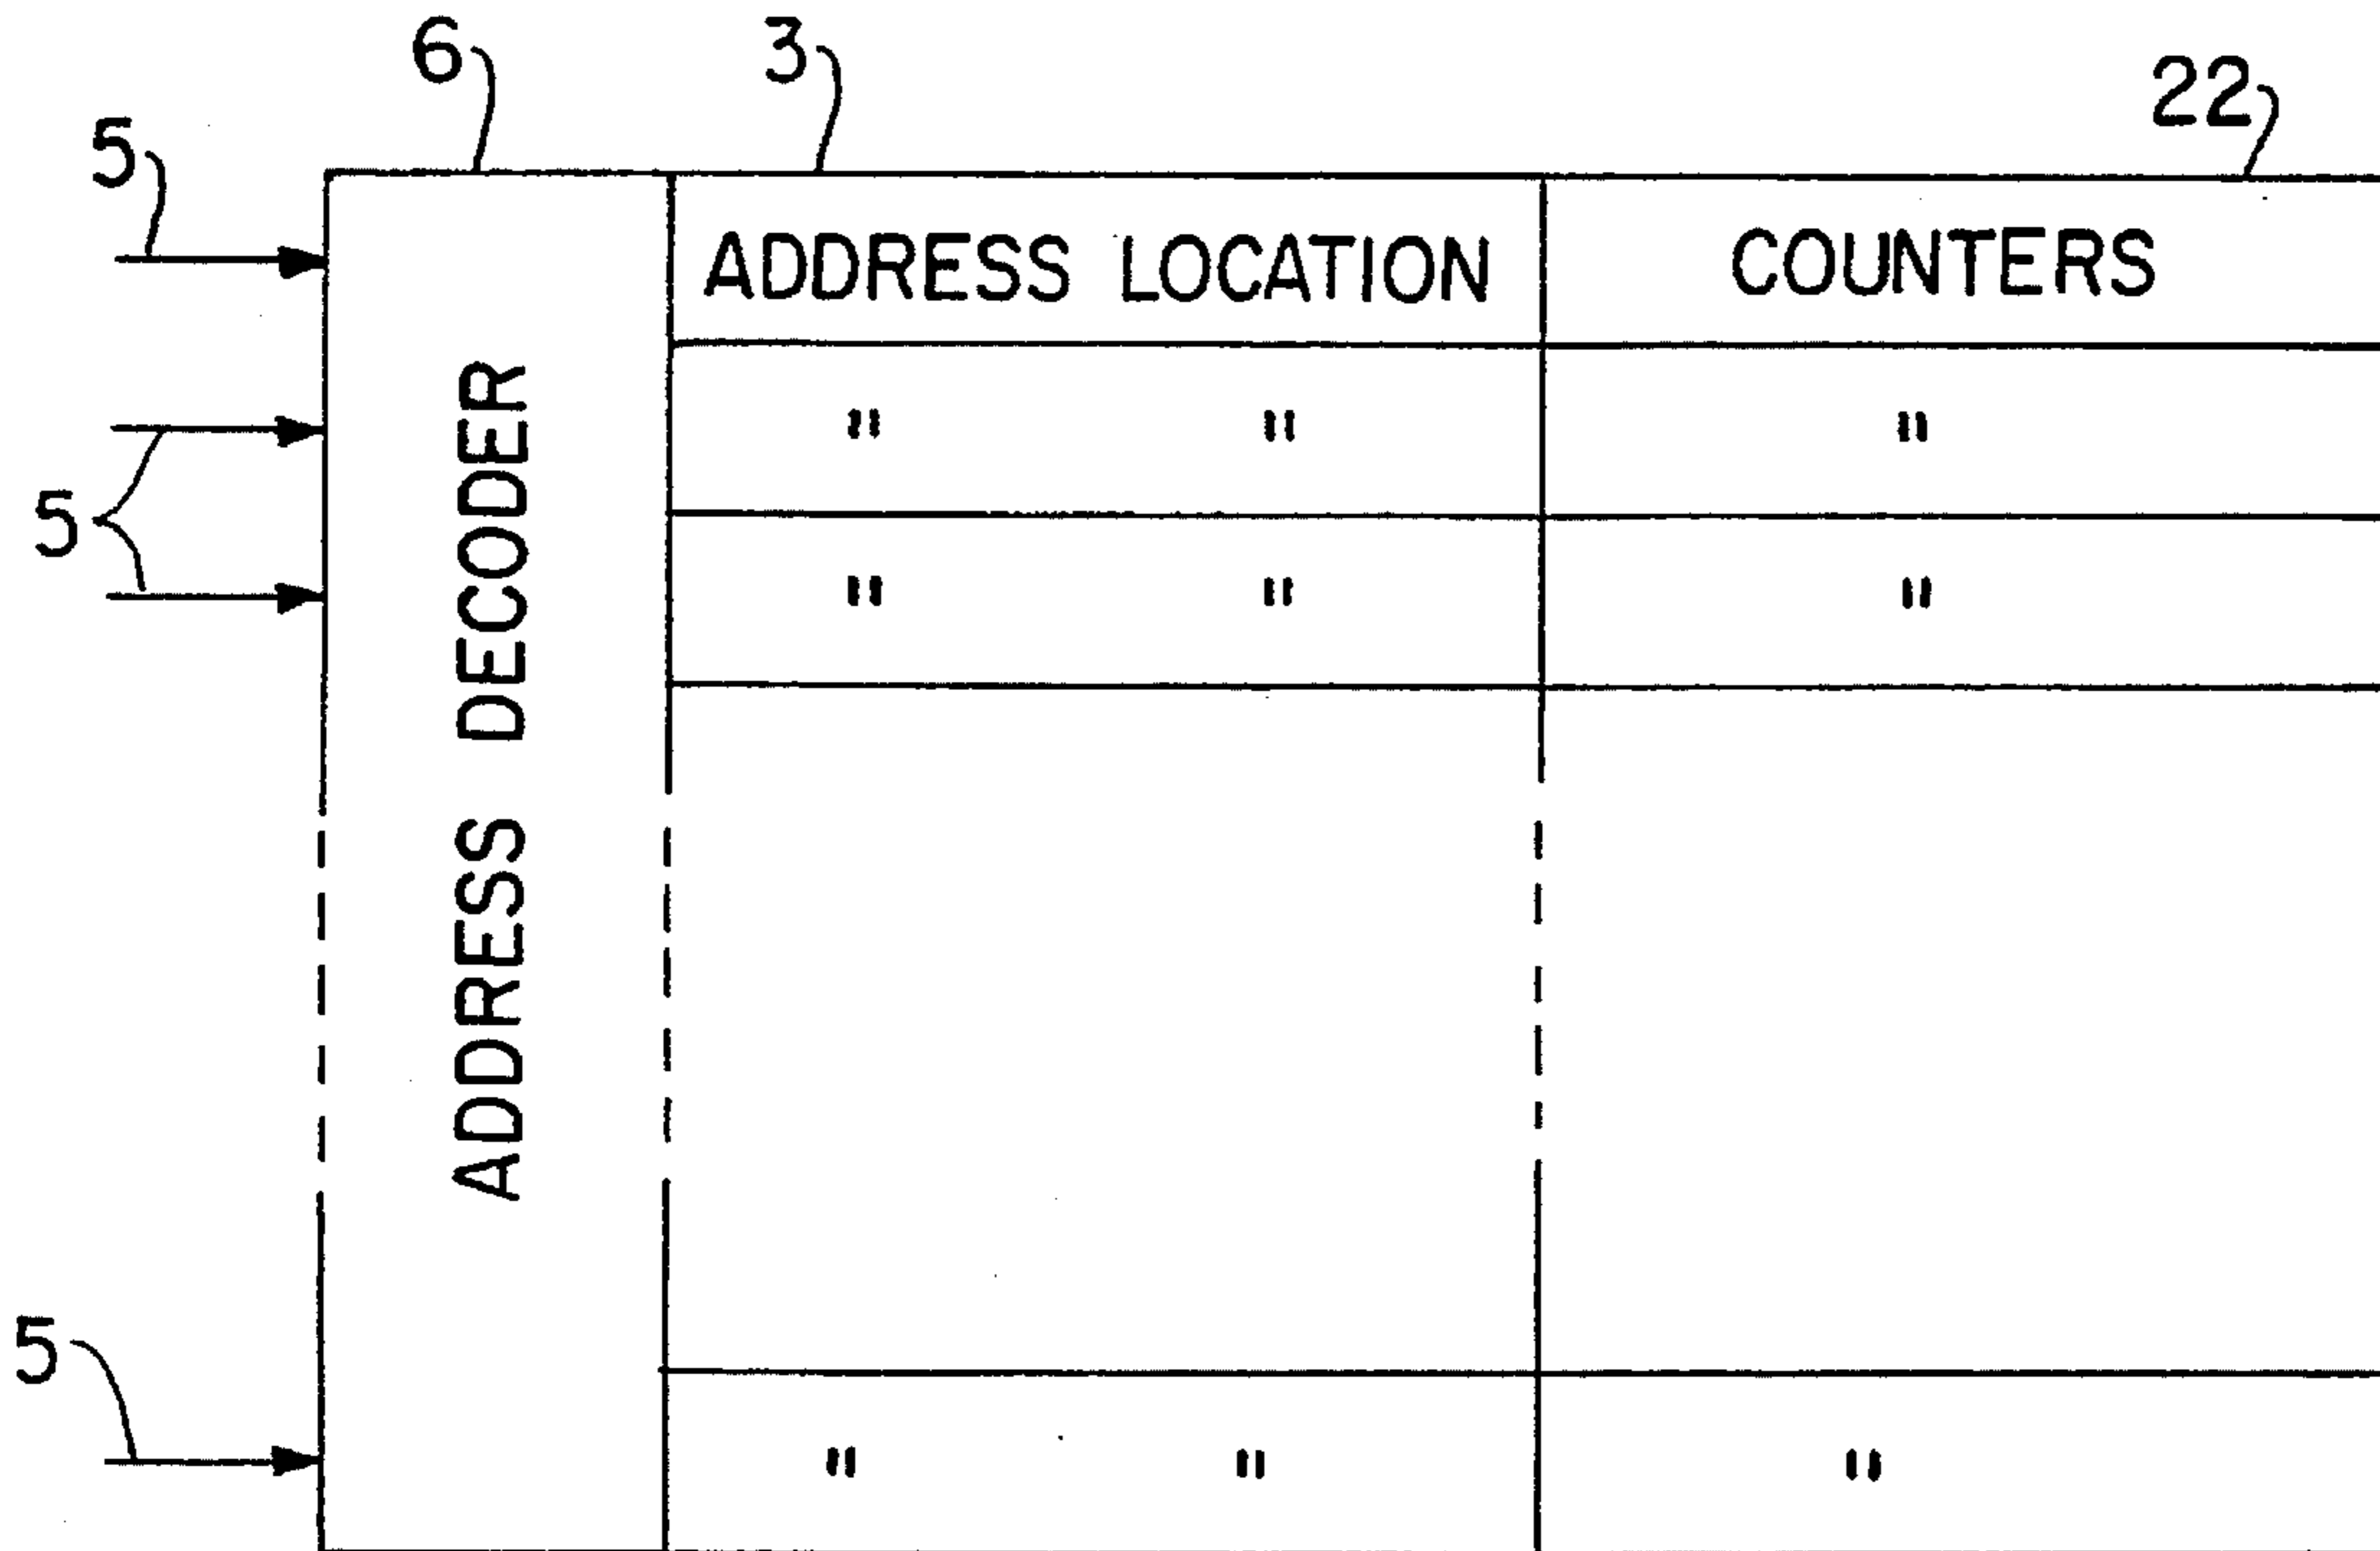 6 3 22
5
ADDRESS LOCATION COUNTERS
" " "
5
" " "
ADDRESS DECODER
5
" " "